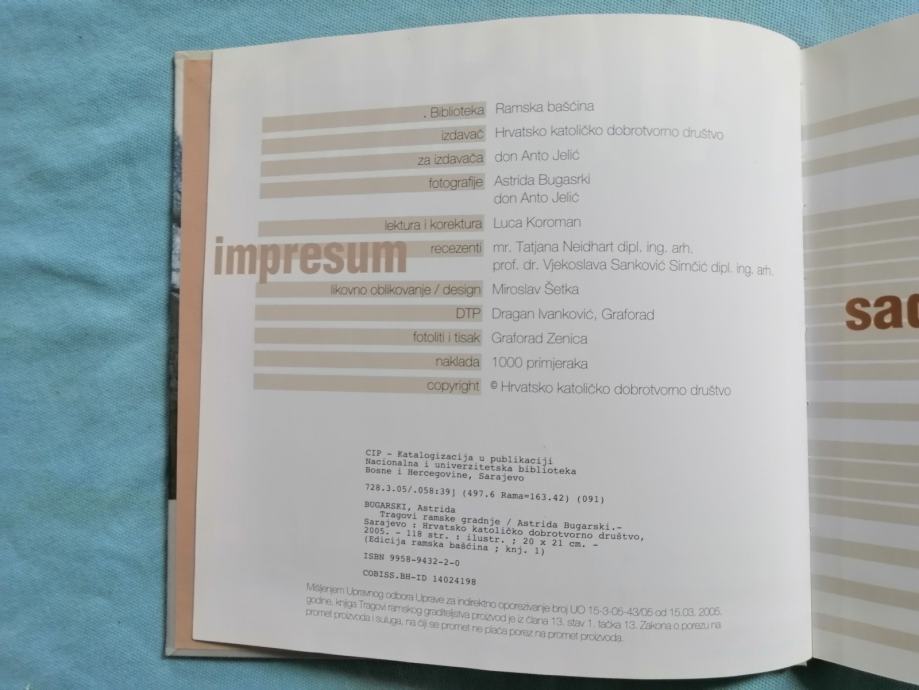 . Biblioteka Ramska bašćina
izdavač Hrvatsko katoličko dobrotvorno društvo
za izdavača don Anto Jelić
fotografije Astrida Bugasrki
don Anto Jelić
lektura i korektura Luca Koroman
impresum
recezenti mr. Tatjana Neidhart dipl. ing. arh.
prof. dr. Vjekoslava Sanković Simčić dipl. ing. arh.
likovno oblikovanje / design Miroslav Šetka
DTP Dragan Ivanković, Graforad
fotoliti i tisak Graforad Zenica
naklada 1000 primjeraka
copyright © Hrvatsko katoličko dobrotvorno društvo
CIP - Katalogizacija u publikaciji
Nacionalna i univerzitetska biblioteka
Bosne i Hercegovine, Sarajevo
728.3.05/.058:39] (497.6 Rama=163.42) (091)
BUGARSKI, Astrida
Tragovi ramske gradnje / Astrida Bugarski.-
Sarajevo : Hrvatsko katoličko dobrotvorno društvo,
2005. - 118 str. : ilustr. ; 20 x 21 cm. -
(Edicija ramska bašćina ; knj. 1)
ISBN 9958-9432-2-0
COBISS.BH-ID 14024198
Mišljenjem Upravnog odbora Uprave za indirektno oporezivanje broj UO 15-3-05-43/05 od 15.03. 2005.
godine, knjiga Tragovi ramskog graditeljstva proizvod je iz člana 13. stav 1. tačka 13. Zakona o porezu na
promet proizvoda i suluga, na čiji se promet ne plaća porez na promet proizvoda.
sad